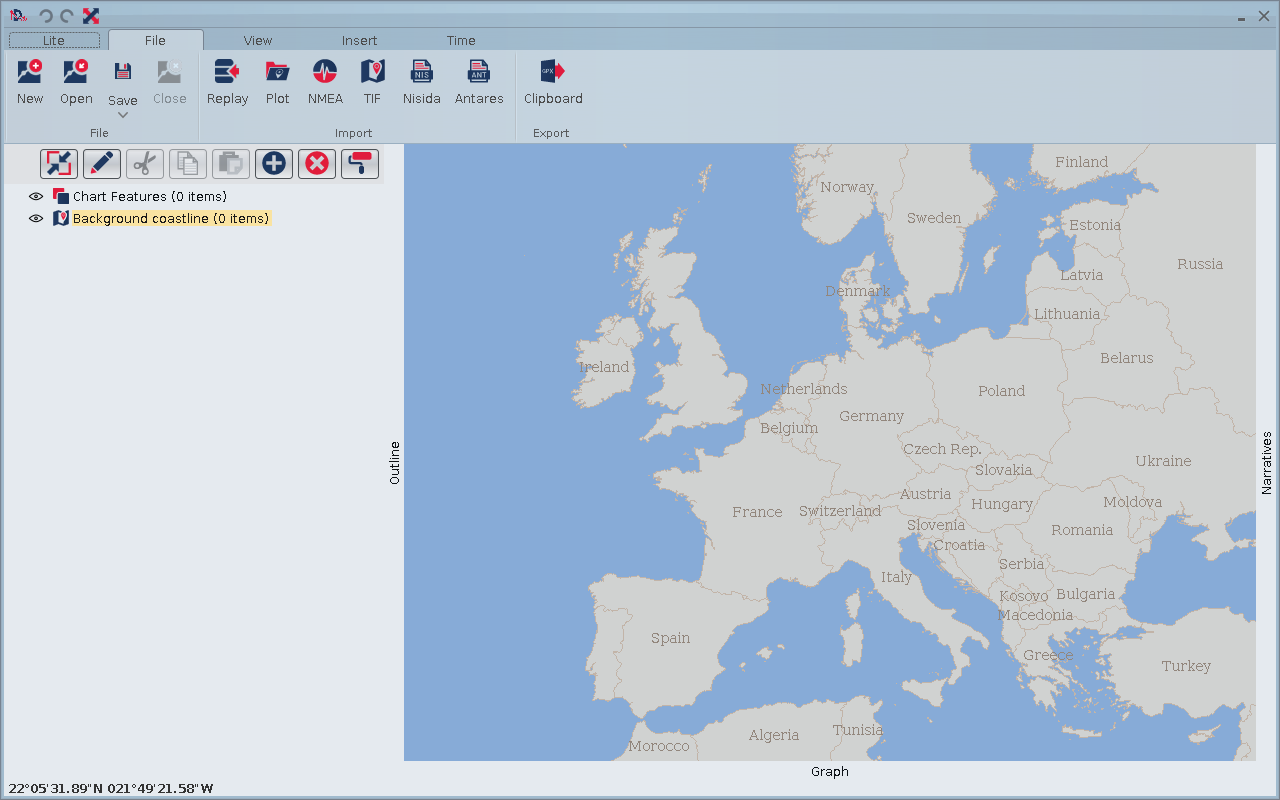 Lite File View Insert Time
New Open Save Close Replay Plot NMEA TIF Nisida Antares Clipboard
NIS ANT GPX
File Import Export
Chart Features (0 items)
Background coastline (0 items)
Outline
Finland
Norway
Sweden
Estonia
Russia
Latvia
Denmark
Lithuania
Belarus
Ireland
Netherlands
Poland
Germany
Belgium
Czech Rep.
Ukraine
Slovakia
Austria
Hungary
Moldova
France
Switzerland
Slovenia
Romania
Croatia
Serbia
Italy
Kosovo
Bulgaria
Macedonia
Spain
Greece
Turkey
Tunisia
Algeria
Morocco
Narratives
Graph
22°05'31.89"N 021°49'21.58"W